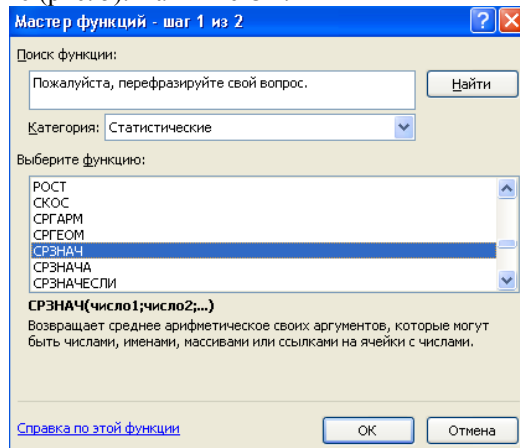 Мастер функций - шаг 1 из 2
Поиск функции:
Пожалуйста, перефразируйте свой вопрос.
Найти
Категория: Статистические
Выберите функцию:
РОСТ
СКОС
СРГАРМ
СРГЕОМ
СРЗНАЧ
СРЗНАЧА
СРЗНАЧЕСЛИ
СРЗНАЧ(число1;число2;...)
Возвращает среднее арифметическое своих аргументов, которые могут
быть числами, именами, массивами или ссылками на ячейки с числами.
Справка по этой функции
ОК
Отмена